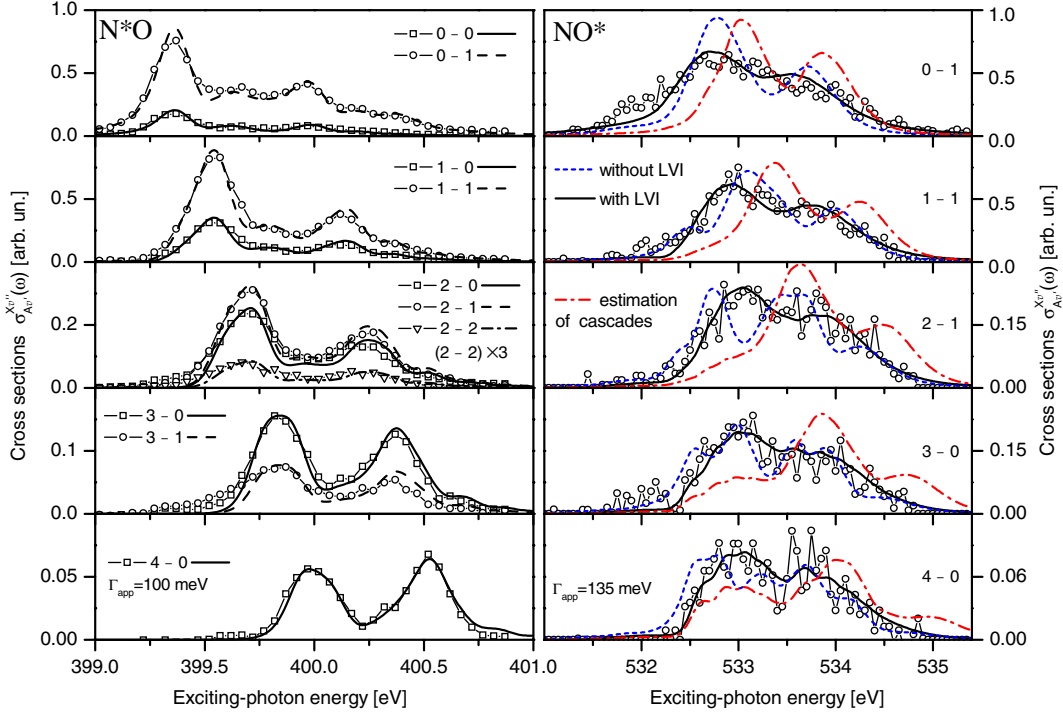 N*O
NO*
0 – 0
0 – 1
0 – 1
1 – 0
1 – 1
without LVI
with LVI
1 – 1
2 – 0
2 – 1
2 – 2
(2 – 2) ×3
estimation
of cascades
2 – 1
3 – 0
3 – 1
3 – 0
4 – 0
Γapp=100 meV
Γapp=135 meV
4 – 0
1.0
0.5
0.0
0.5
0.0
0.2
0.0
0.1
0.0
0.05
0.00
1.0
0.5
0.0
0.5
0.0
0.15
0.00
0.15
0.00
0.06
0.00
Cross sections σAν'Xν''(ω) [arb. un.]
Cross sections σAν'Xν''(ω) [arb. un.]
399.0
399.5
400.0
400.5
401.0
532
533
534
535
Exciting-photon energy [eV]
Exciting-photon energy [eV]